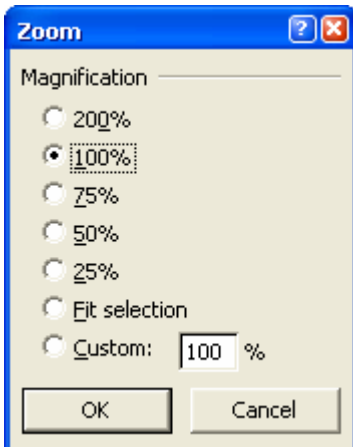 Zoom
Magnification
200%
100%
75%
50%
25%
Fit selection
Custom: 100 %
OK Cancel